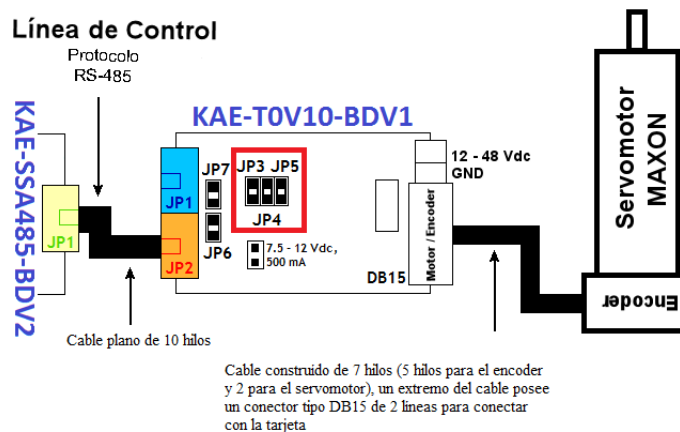 Línea de Control
Protocolo
RS-485
KAE-SSA485-BDV2
JP1
KAE-T0V10-BDV1
JP1
JP2
JP7
JP6
JP3 JP5
JP4
7.5 - 12 Vdc,
500 mA
12 - 48 Vdc
GND
Motor / Encoder
DB15
Servomotor
MAXON
Encoder
Cable plano de 10 hilos
Cable construido de 7 hilos (5 hilos para el encoder
y 2 para el servomotor), un extremo del cable posee
un conector tipo DB15 de 2 lineas para conectar
con la tarjeta